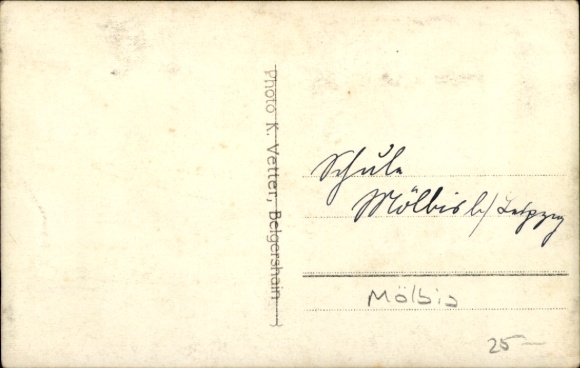 Photo K. Vetter, Belgershain
Schule
Mölbis b/ Leipzig
Mölbis
25—